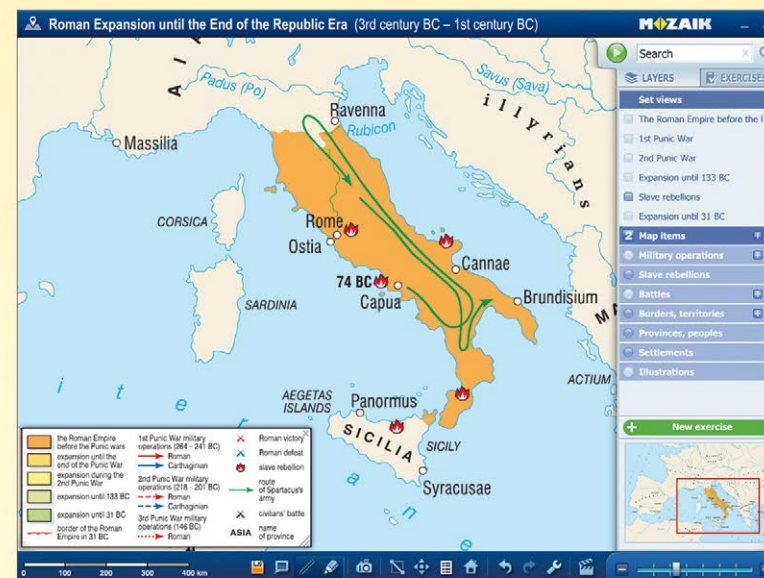 Roman Expansion until the End of the Republic Era (3rd century BC – 1st century BC)
MOZAIK
Search
LAYERS
EXERCISES
Set views
The Roman Empire before the
1st Punic War
2nd Punic War
Expansion until 133 BC
Slave rebellions
Expansion until 31 BC
Map items
Military operations
Slave rebellions
Battles
Borders, territories
Provinces, peoples
Settlements
Illustrations
New exercise
Padus (Po)
Savus (Sava)
illyrians
Ravenna
Rubicon
Massilia
CORSICA
Rome
Ostia
Cannae
74 BC
Capua
Brundisium
SARDINIA
ACTIUM
AEGETAS
ISLANDS
Panormus
SICILIA
SICILY
Syracusae
the Roman Empire
before the Punic wars
expansion until the
end of the Punic War
expansion during the
2nd Punic War
expansion until 133 BC
expansion until 31 BC
border of the Roman
Empire in 31 BC
1st Punic War military
operations (264 - 241 BC)
Roman
Carthaginian
2nd Punic War military
operations (218 - 201 BC)
Roman
Carthaginian
3rd Punic War military
operations (146 BC)
Roman
Roman victory
Roman defeat
slave rebellion
route
of Spartacus's
army
civilians' battle
ASIA
name
of province
0 100 200 300 400 km